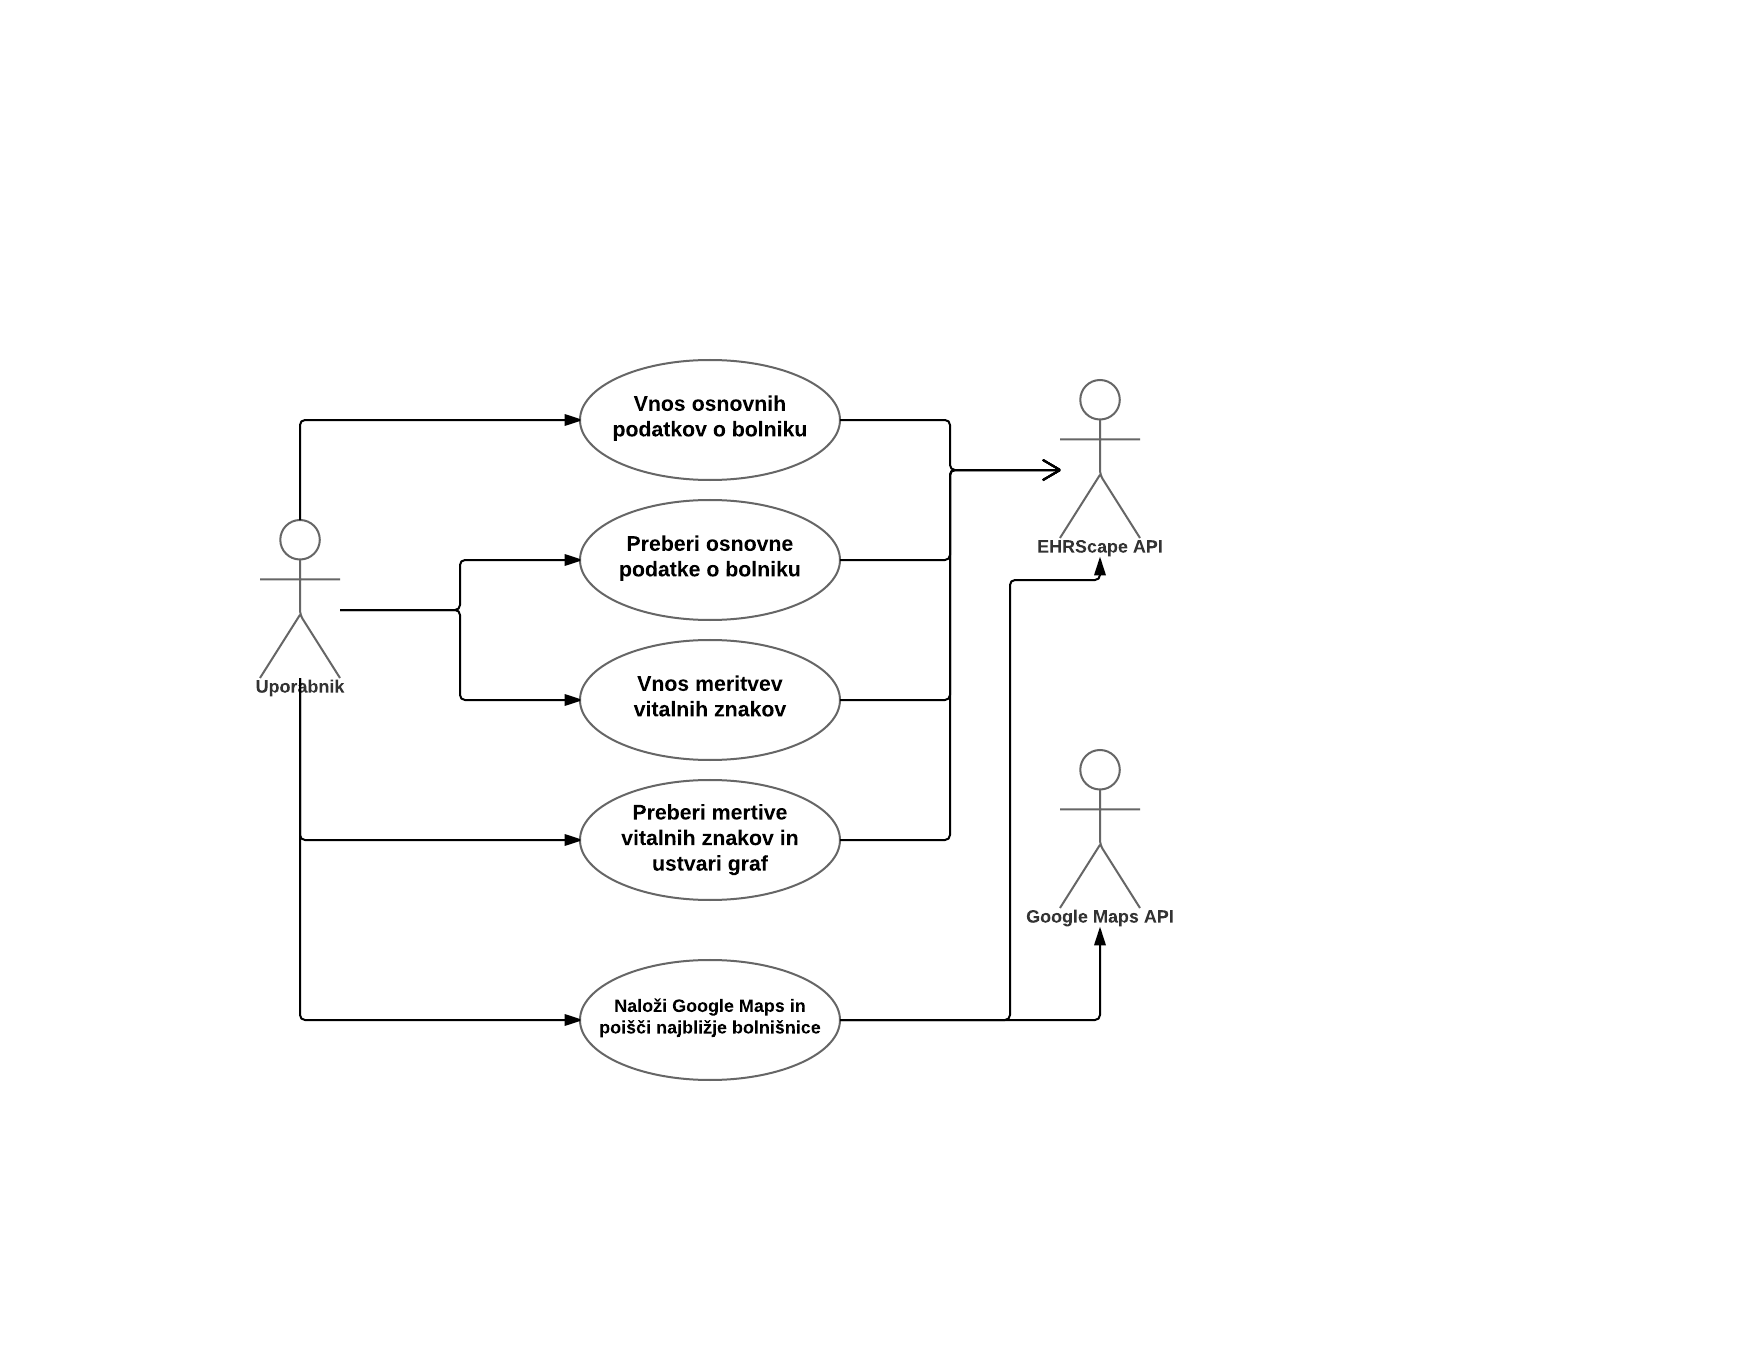 Vnos osnovnih
podatkov o bolniku
EHRScape API
Preberi osnovne
podatke o bolniku
Uporabnik
Vnos meritvev
vitalnih znakov
Preberi mertive
vitalnih znakov in
ustvari graf
Google Maps API
Naloži Google Maps in
poišči najbližje bolnišnice